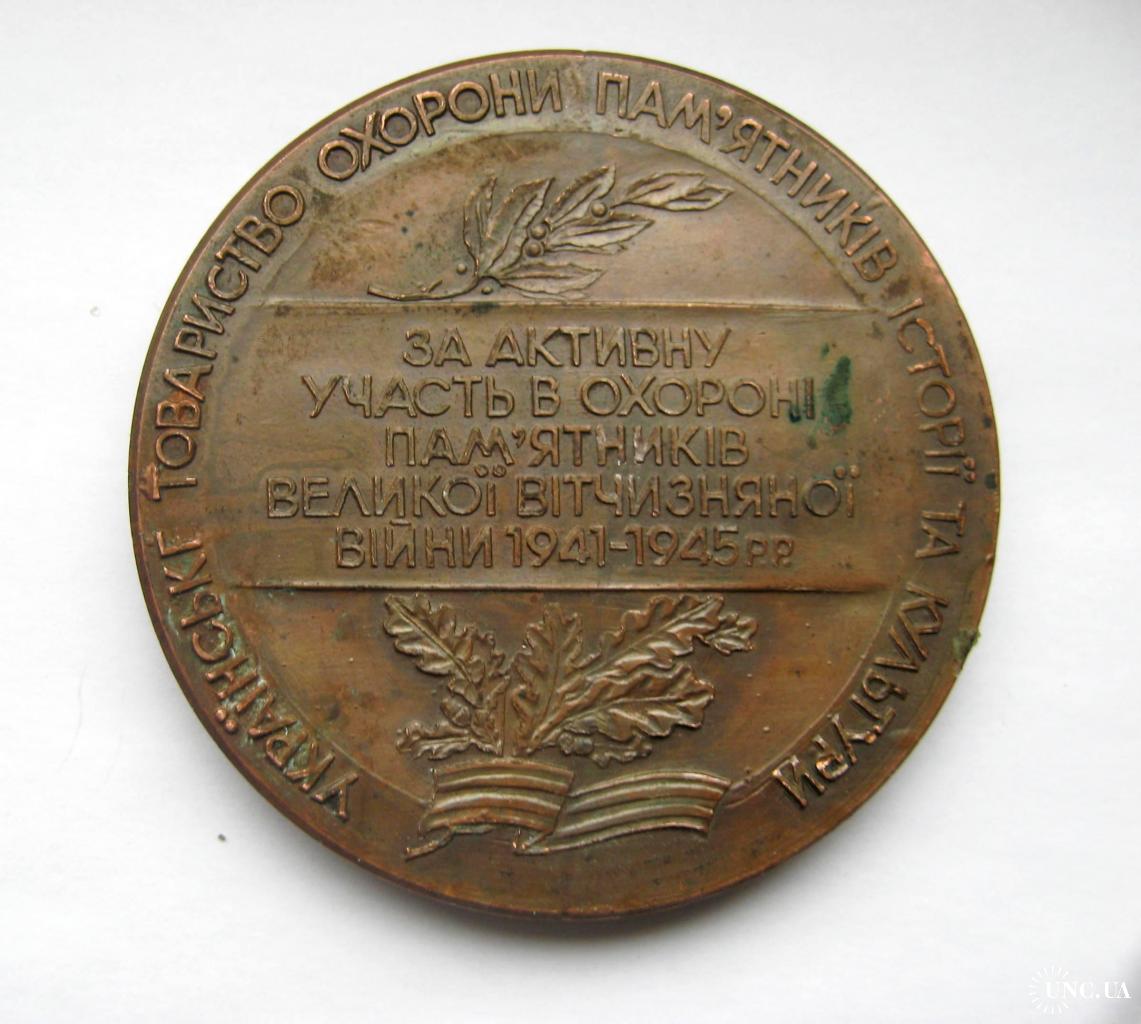 УКРАЇНСЬКЕ ТОВАРИСТВО ОХОРОНИ ПАМ'ЯТНИКІВ ІСТОРІЇ ТА КУЛЬТУРИ
ЗА АКТИВНУ
УЧАСТЬ В ОХОРОНІ
ПАМ'ЯТНИКІВ
ВЕЛИКОЇ ВІТЧИЗНЯНОЇ
ВІЙНИ 1941-1945 Р.Р.
UNC.UA